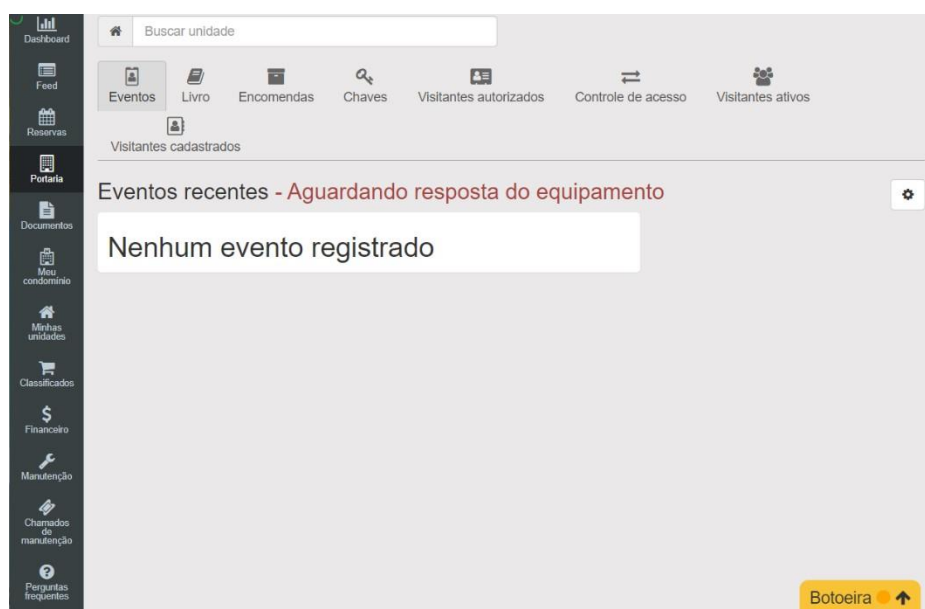 Dashboard
Feed
Reservas
Portaria
Documentos
Meu
condomínio
Minhas
unidades
Classificados
Financeiro
Manutenção
Chamados
de
manutenção
Perguntas
frequentes
Buscar unidade
Eventos Livro Encomendas Chaves Visitantes autorizados Controle de acesso Visitantes ativos
Visitantes cadastrados
Eventos recentes - Aguardando resposta do equipamento
Nenhum evento registrado
Botoeira